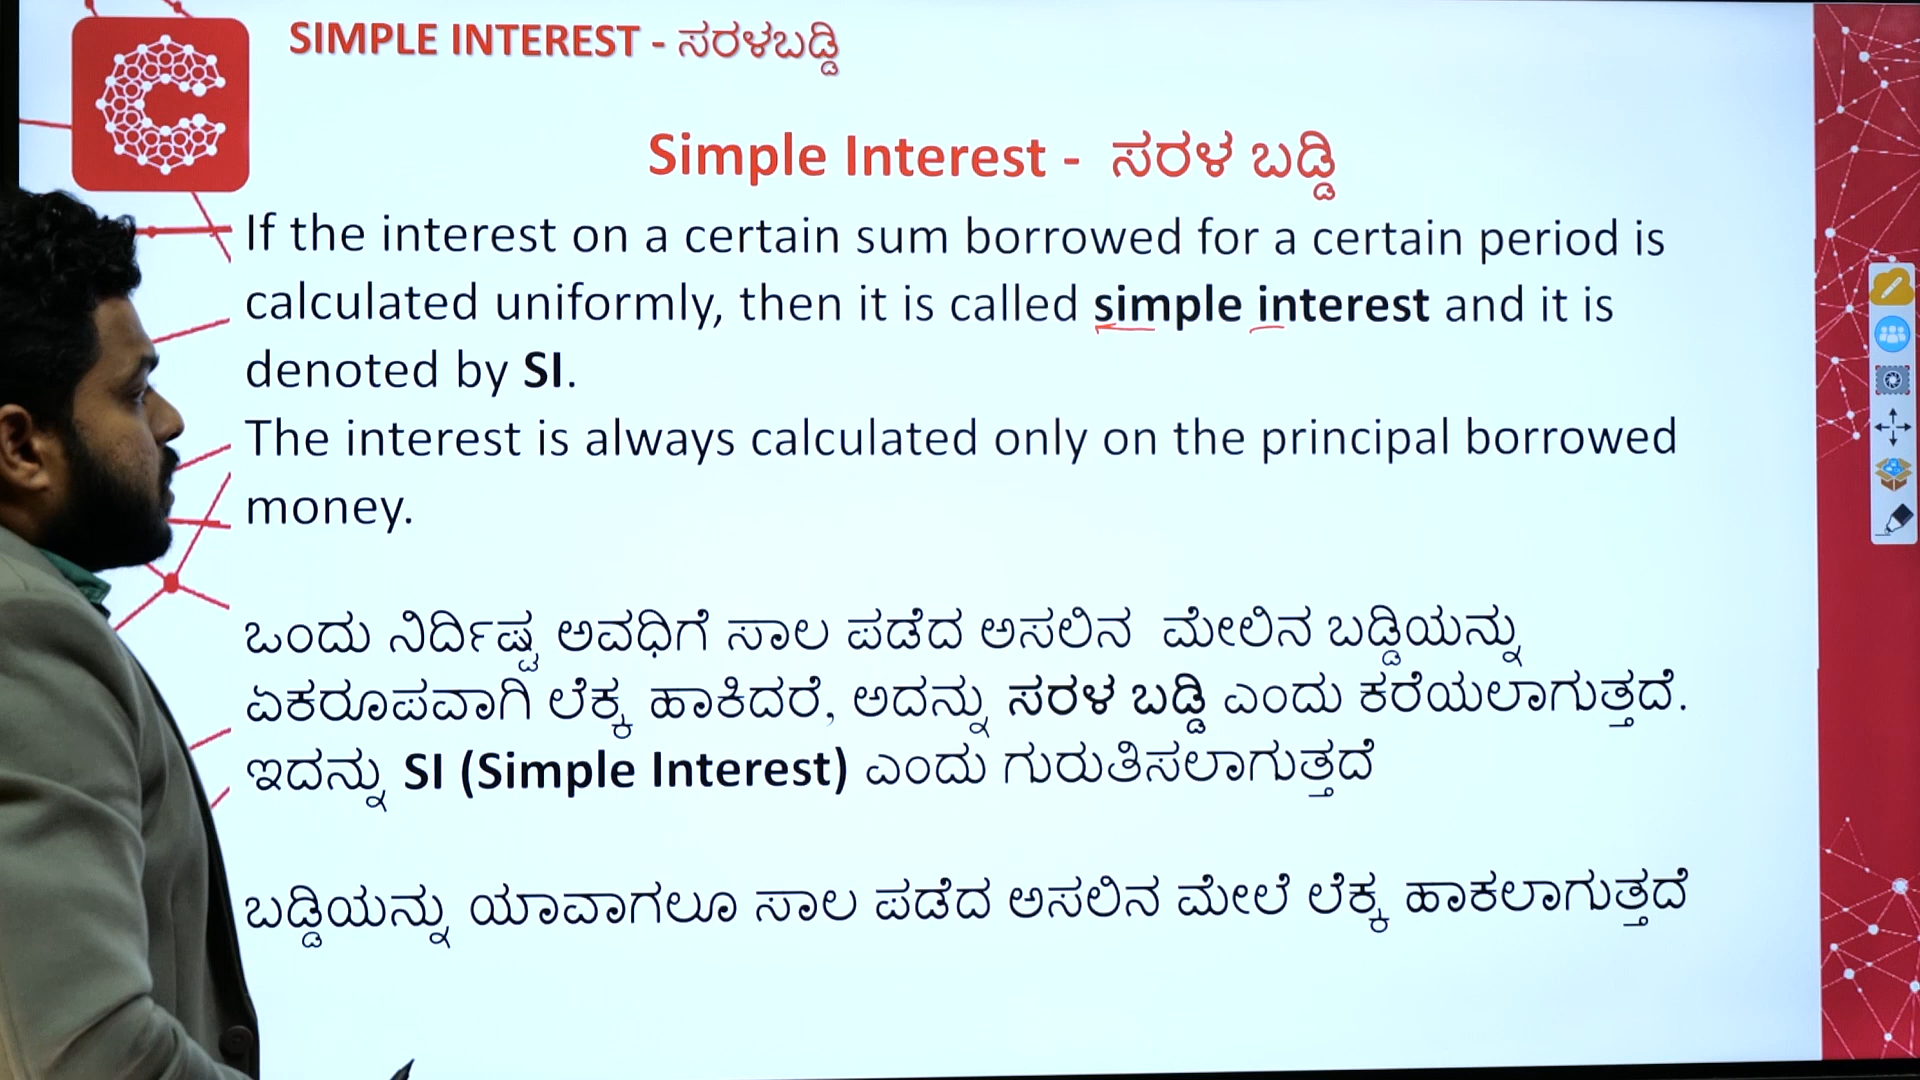 SIMPLE INTEREST - ಸರಳಬಡ್ಡಿ
Simple Interest - ಸರಳ ಬಡ್ಡಿ
If the interest on a certain sum borrowed for a certain period is
calculated uniformly, then it is called simple interest and it is
denoted by SI.
The interest is always calculated only on the principal borrowed
money.
ಒಂದು ನಿರ್ದಿಷ್ಟ ಅವಧಿಗೆ ಸಾಲ ಪಡೆದ ಅಸಲಿನ ಮೇಲಿನ ಬಡ್ಡಿಯನ್ನು
ಏಕರೂಪವಾಗಿ ಲೆಕ್ಕ ಹಾಕಿದರೆ, ಅದನ್ನು ಸರಳ ಬಡ್ಡಿ ಎಂದು ಕರೆಯಲಾಗುತ್ತದೆ.
ಇದನ್ನು SI (Simple Interest) ಎಂದು ಗುರುತಿಸಲಾಗುತ್ತದೆ
ಬಡ್ಡಿಯನ್ನು ಯಾವಾಗಲೂ ಸಾಲ ಪಡೆದ ಅಸಲಿನ ಮೇಲೆ ಲೆಕ್ಕ ಹಾಕಲಾಗುತ್ತದೆ